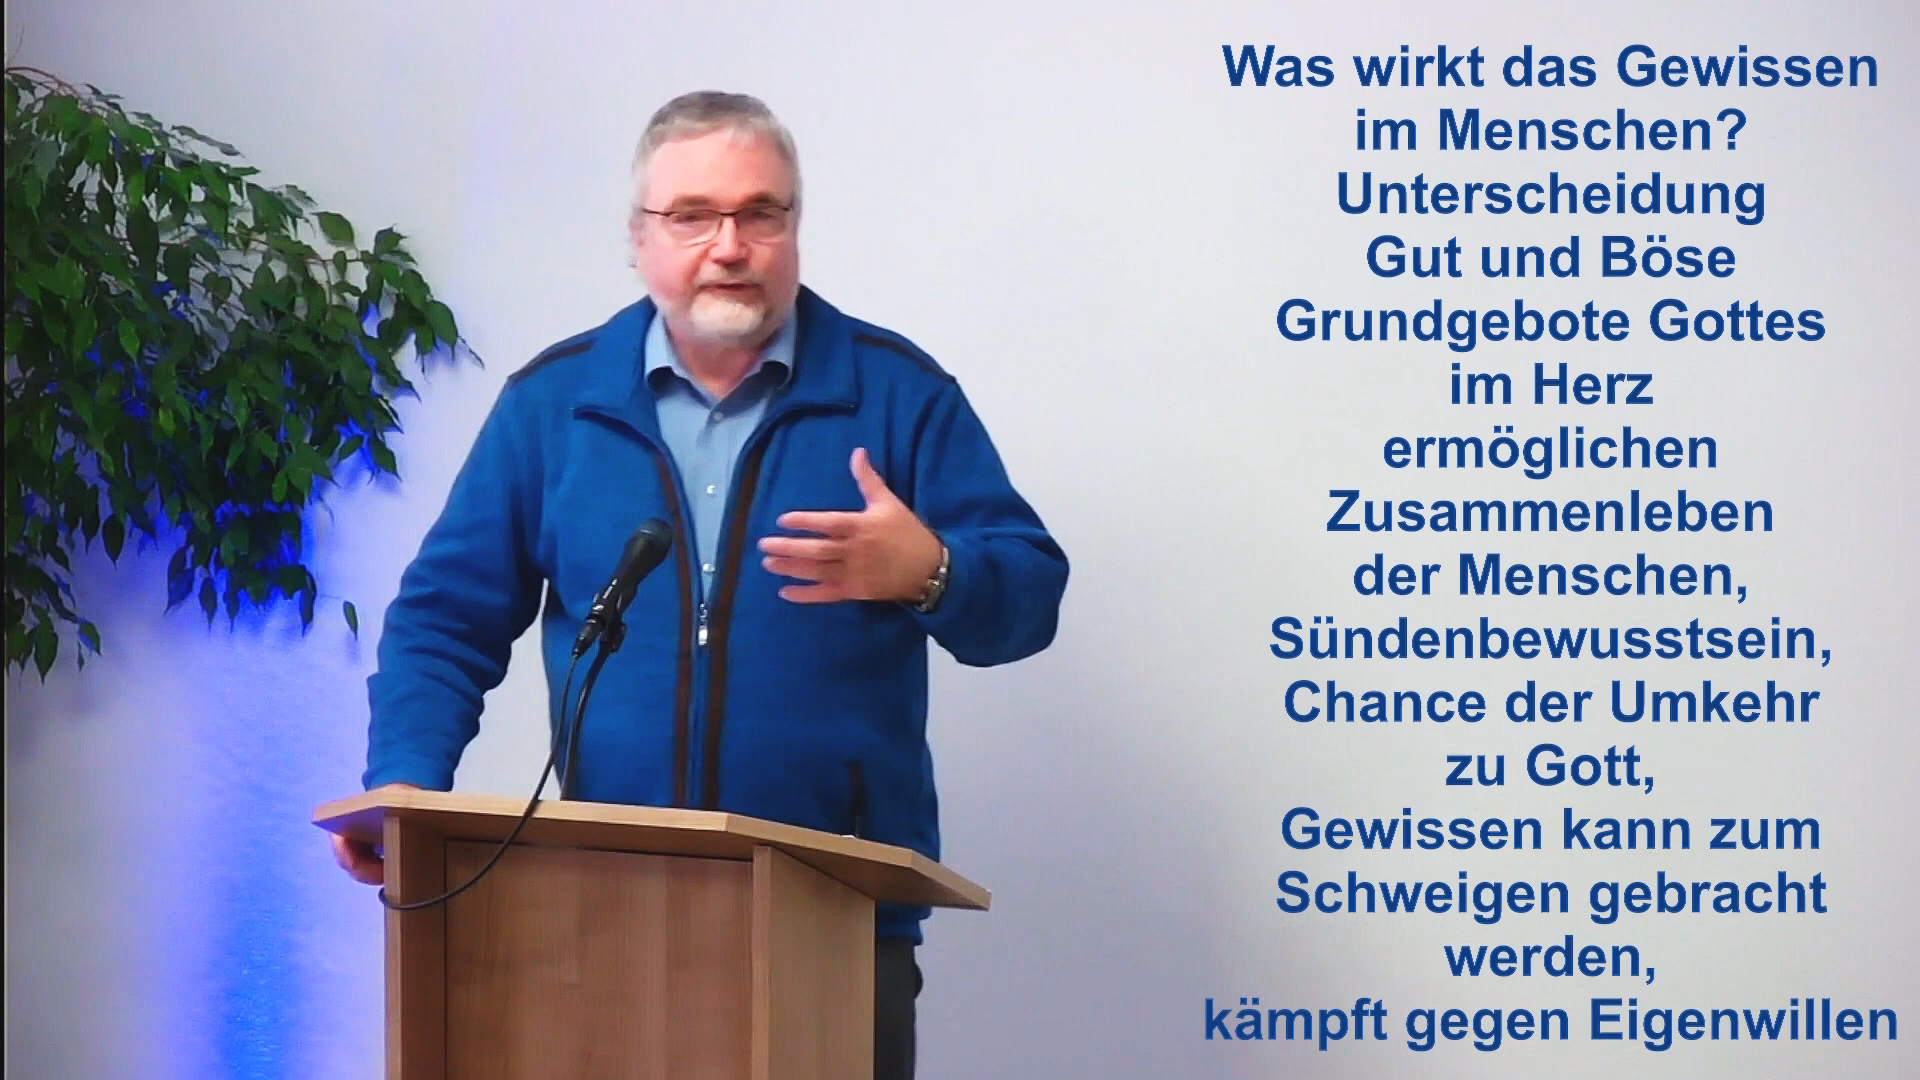 Was wirkt das Gewissen
im Menschen?
Unterscheidung
Gut und Böse
Grundgebote Gottes
im Herz
ermöglichen
Zusammenleben
der Menschen,
Sündenbewusstsein,
Chance der Umkehr
zu Gott,
Gewissen kann zum
Schweigen gebracht
werden,
kämpft gegen Eigenwillen